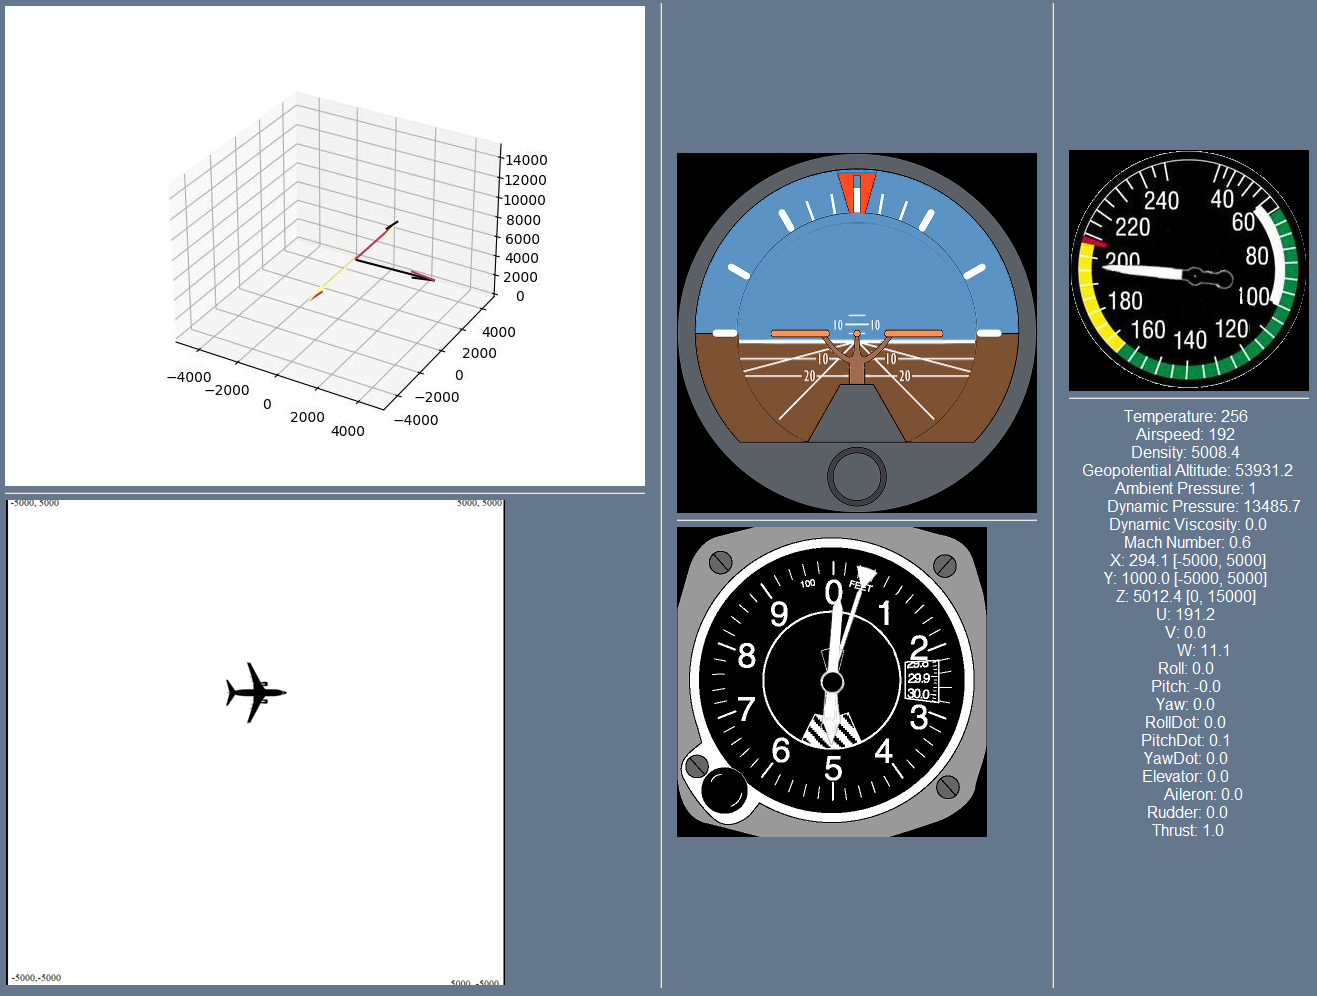 14000
12000
10000
8000
6000
4000
2000
0
4000
2000
0
−2000
−4000
−4000
−2000
0
2000
4000
-5000, 5000
5000, 5000
-5000,-5000
5000, -5000
10 10
10 10
20 20
100 FEET
0
1
2
3
4
5
6
7
8
9
29.8
29.9
30.0
40
60
80
100
120
140
160
180
200
220
240
Temperature: 256
Airspeed: 192
Density: 5008.4
Geopotential Altitude: 53931.2
Ambient Pressure: 1
Dynamic Pressure: 13485.7
Dynamic Viscosity: 0.0
Mach Number: 0.6
X: 294.1 [-5000, 5000]
Y: 1000.0 [-5000, 5000]
Z: 5012.4 [0, 15000]
U: 191.2
V: 0.0
W: 11.1
Roll: 0.0
Pitch: -0.0
Yaw: 0.0
RollDot: 0.0
PitchDot: 0.1
YawDot: 0.0
Elevator: 0.0
Aileron: 0.0
Rudder: 0.0
Thrust: 1.0